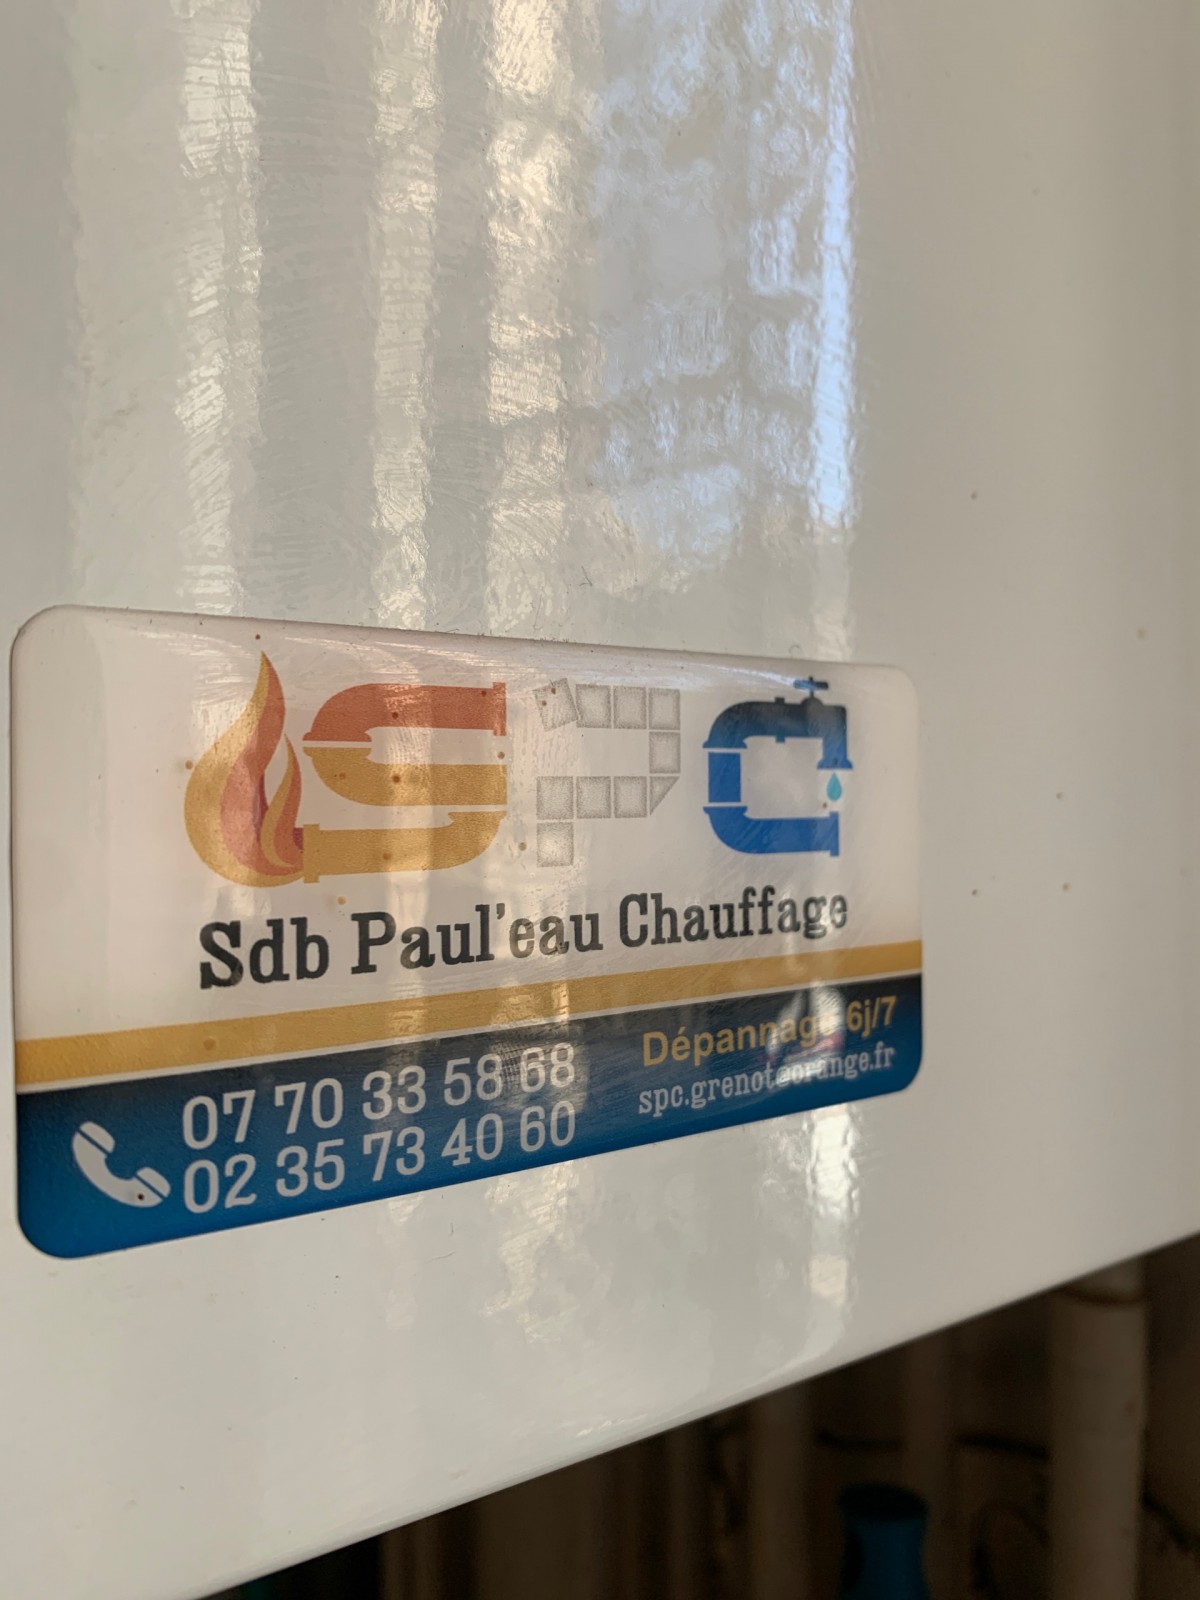 SPC
Sdb Paul'eau Chauffage
07 70 33 58 68
02 35 73 40 60
Dépannage 6j/7
spc.grenot@orange.fr